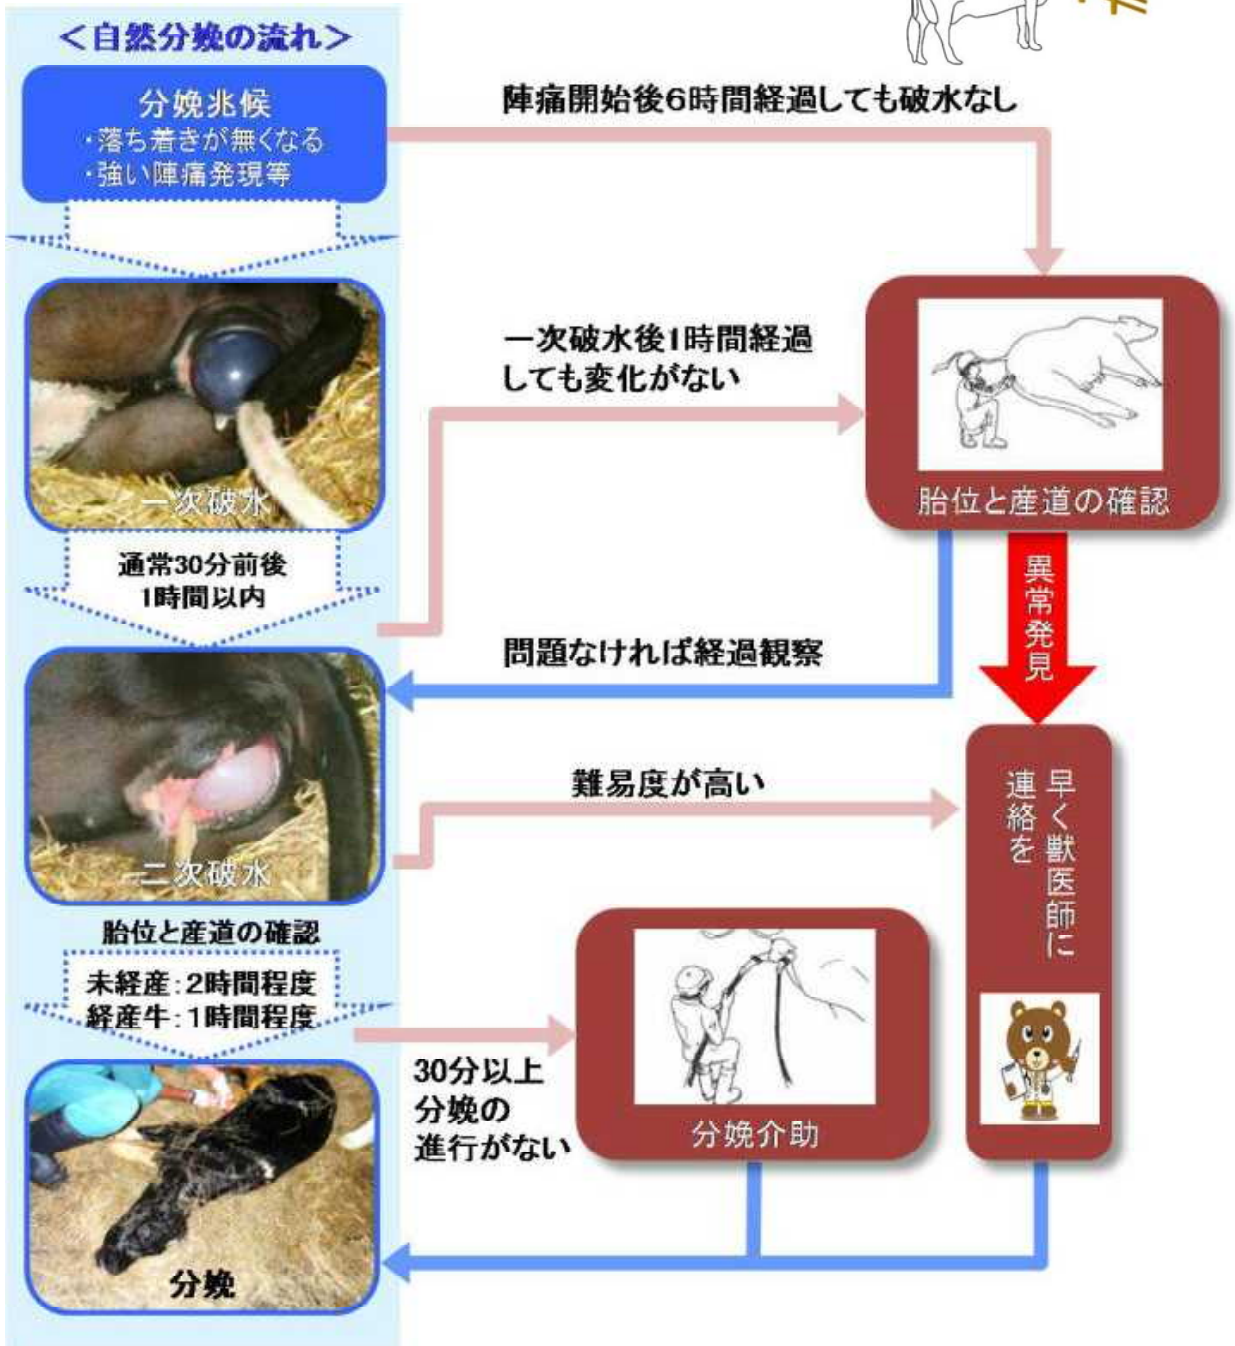 ＜自然分娩の流れ＞
分娩兆候
・落ち着きが無くなる
・強い陣痛発現等
陣痛開始後6時間経過しても破水なし
一次破水
一次破水後1時間経過
しても変化がない
胎位と産道の確認
通常30分前後
1時間以内
異常発見
問題なければ経過観察
二次破水
難易度が高い
早く獣医師に
連絡を
胎位と産道の確認
未経産：2時間程度
経産牛：1時間程度
30分以上
分娩の
進行がない
分娩介助
分娩